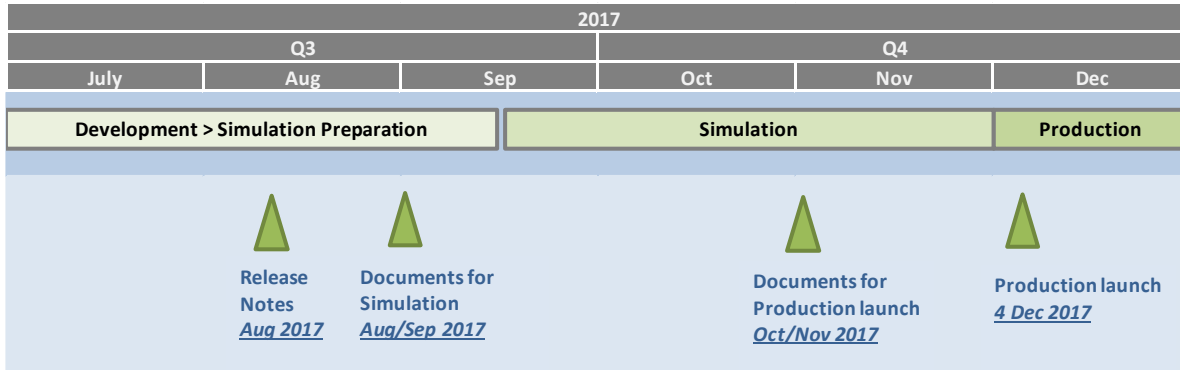 2017
Q3 Q4
July Aug Sep Oct Nov Dec
Development > Simulation Preparation Simulation Production
Release
Notes
Aug 2017
Documents for
Simulation
Aug/Sep 2017
Documents for
Production launch
Oct/Nov 2017
Production launch
4 Dec 2017